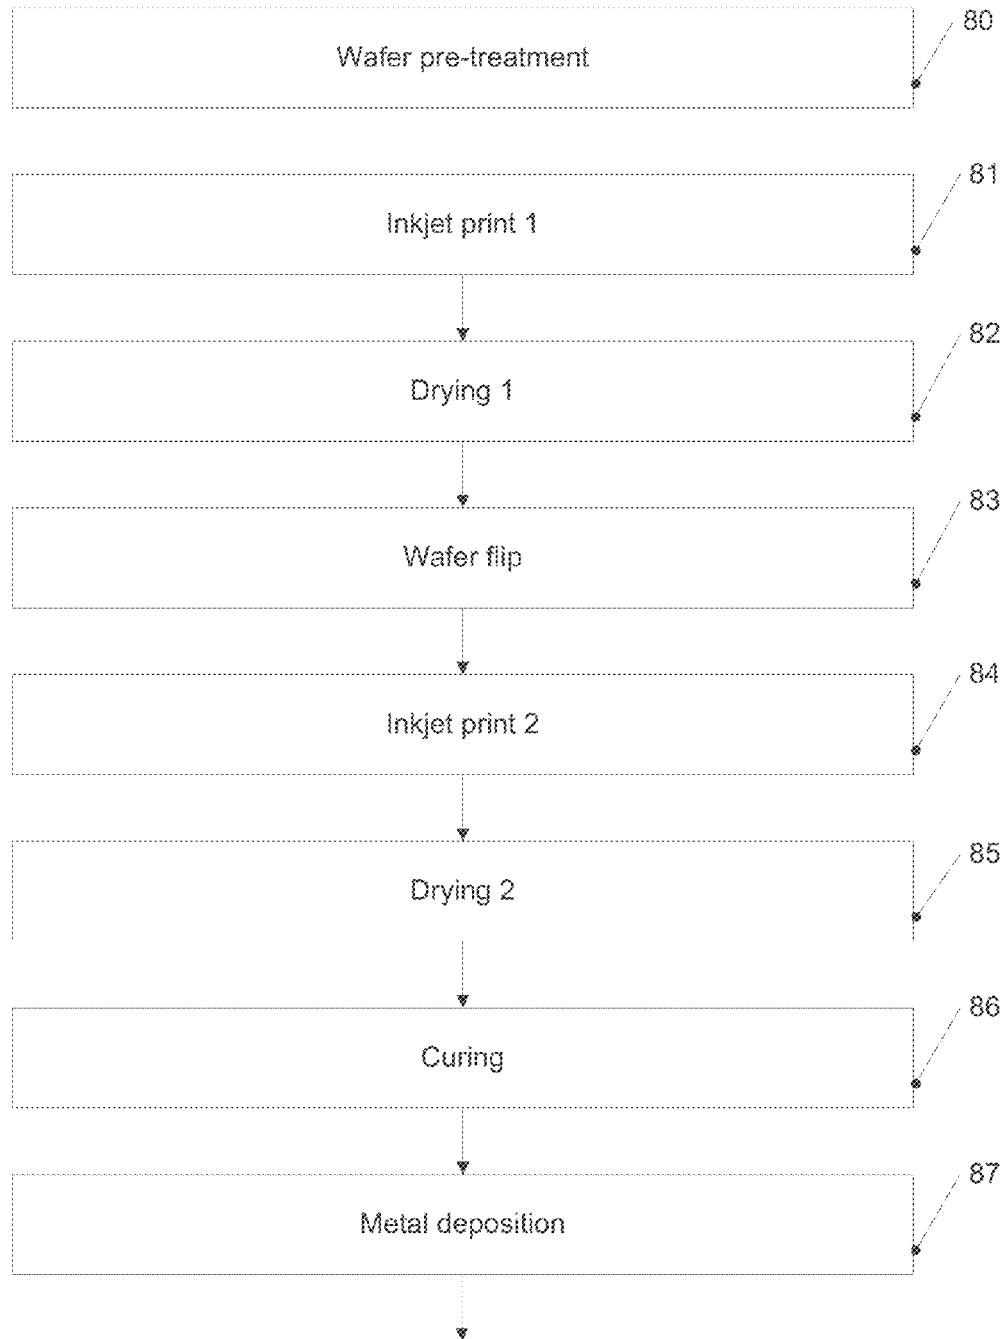 80
Wafer pre-treatment
81
Inkjet print 1
82
Drying 1
83
Wafer flip
84
Inkjet print 2
85
Drying 2
86
Curing
87
Metal deposition